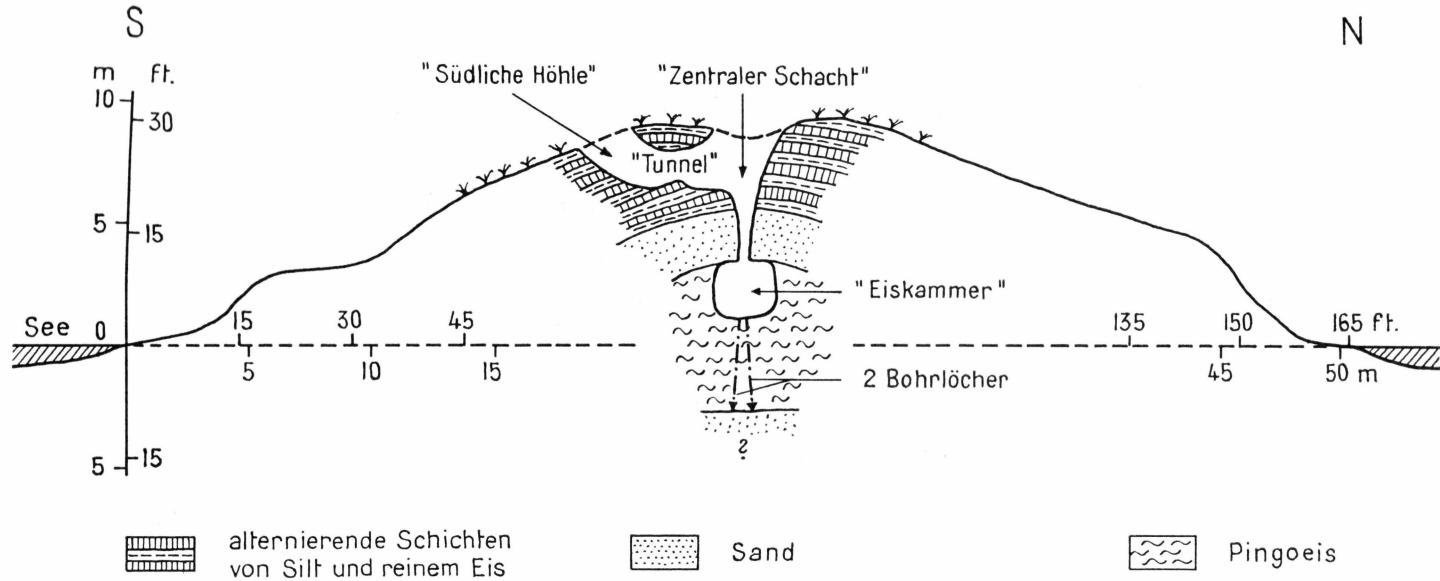 S
N
m ft.
"Südliche Höhle"
"Zentraler Schacht"
10
30
"Tunnel"
5
15
"Eiskammer"
See
0
15
30
45
135
150
165 ft.
5
10
15
45
50 m
2 Bohrlöcher
5
15
?
alternierende Schichten
von Silt und reinem Eis
Sand
Pingoeis